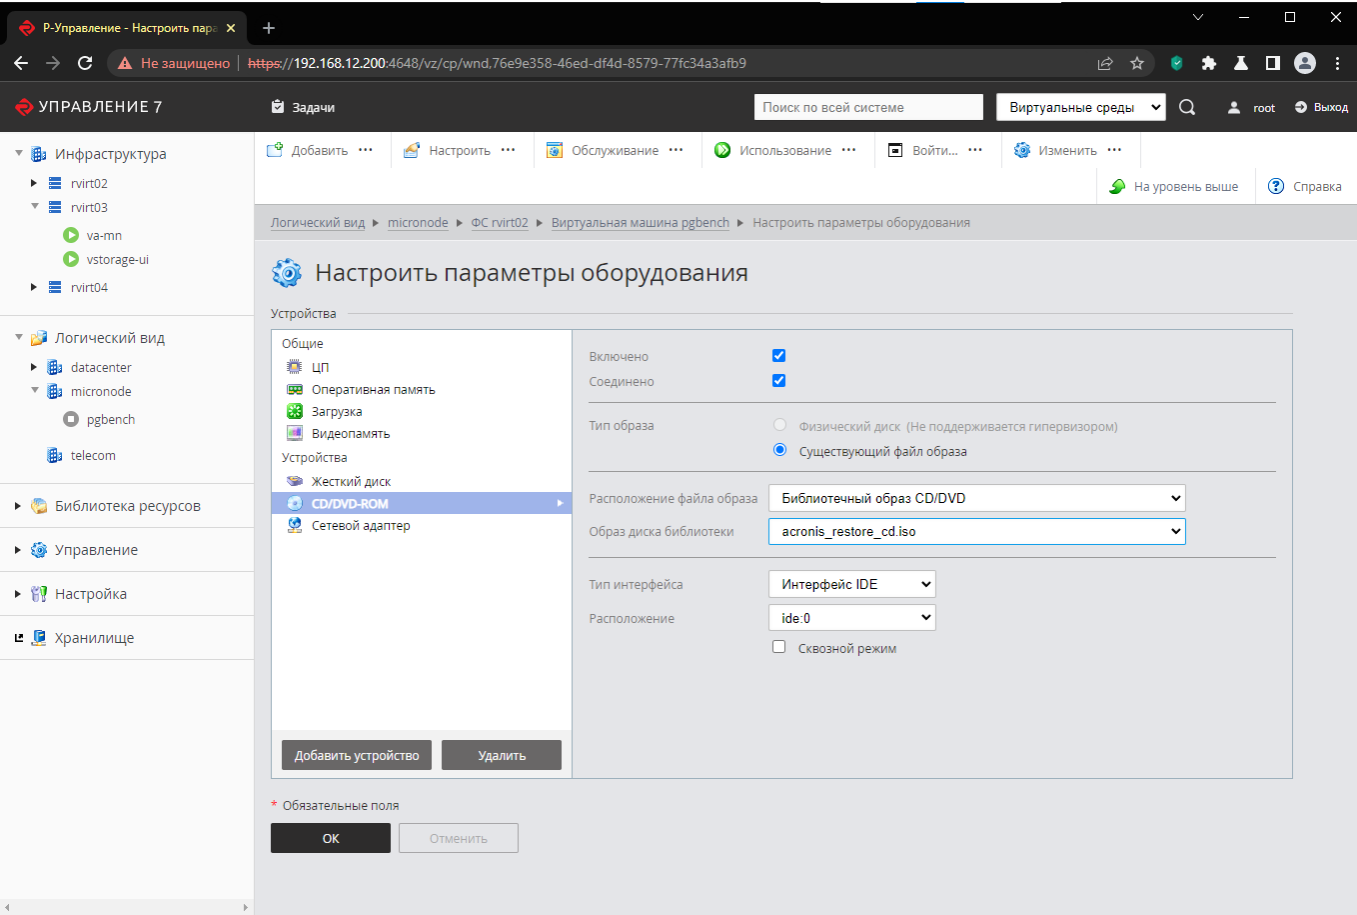 Р-Управление - Настроить пара
Не защищено https://192.168.12.200:4648/vz/cp/wnd,76e9e358-46ed-df4d-8579-77fc34a3afb9
УПРАВЛЕНИЕ 7
Задачи
Поиск по всей системе
Виртуальные среды
root
Выход
Инфраструктура
rvirt02
rvirt03
va-mn
vstorage-ui
rvirt04
Логический вид
datacenter
micronode
pgbench
telecom
Библиотека ресурсов
Управление
Настройка
Хранилище
Добавить ••• Настроить ••• Обслуживание ••• Использование ••• Войти... ••• Изменить •••
На уровень выше Справка
Логический вид micronode ФС rvirt02 Виртуальная машина pgbench Настроить параметры оборудования
Настроить параметры оборудования
Устройства
Общие
ЦП
Оперативная память
Загрузка
Видеопамять
Устройства
Жесткий диск
CD/DVD-ROM
Сетевой адаптер
Добавить устройство Удалить
Включено
Соединено
Тип образа Физический диск (Не поддерживается гипервизором)
Существующий файл образа
Расположение файла образа Библиотечный образ CD/DVD
Образ диска библиотеки acronis_restore_cd.iso
Тип интерфейса Интерфейс IDE
Расположение ide:0
Сквозной режим
* Обязательные поля
ОК Отменить